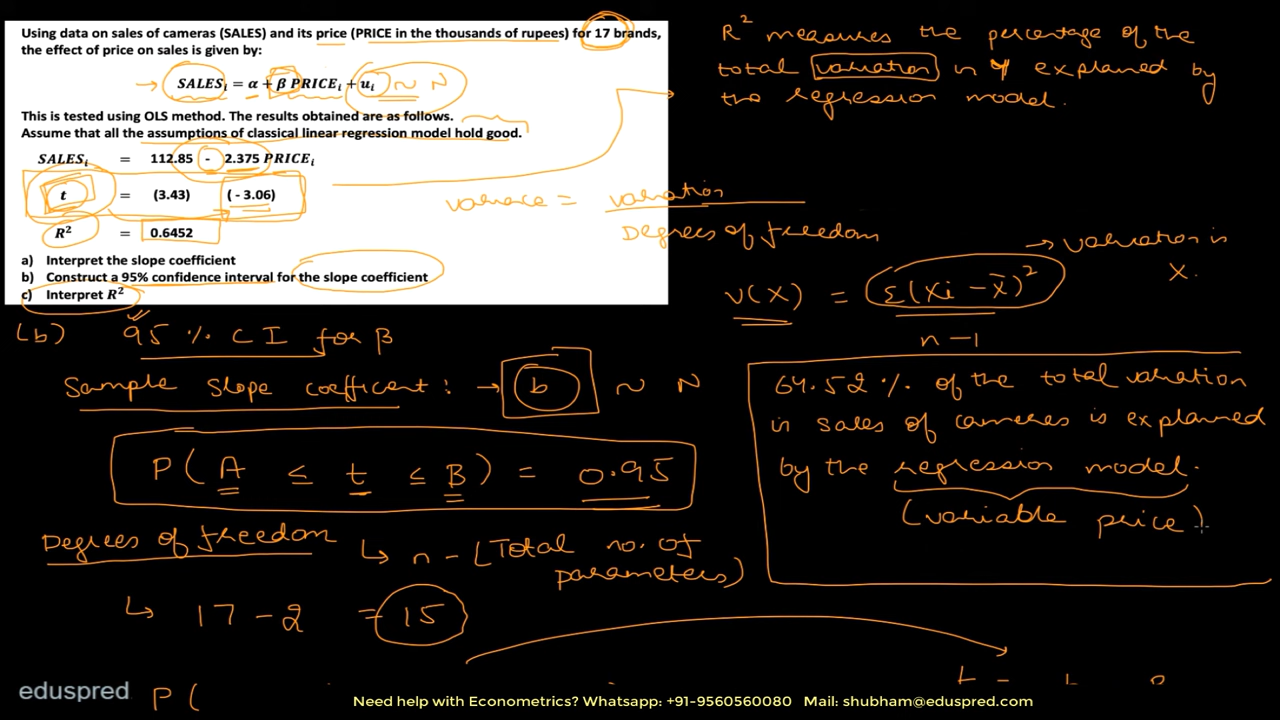 Using data on sales of cameras (SALES) and its price (PRICE in the thousands of rupees) for 17 brands,
the effect of price on sales is given by:
SALESᵢ = α + β PRICEᵢ + uᵢ ~ N
This is tested using OLS method. The results obtained are as follows.
Assume that all the assumptions of classical linear regression model hold good.
SALESᵢ = 112.85 - 2.375 PRICEᵢ
t = (3.43) ( - 3.06)
R² = 0.6452
a) Interpret the slope coefficient
b) Construct a 95% confidence interval for the slope coefficient
c) Interpret R²
R² measures the percentage of the
total variation in Y explained by
the regression model.
variace = variation
Degrees of freedom
→ variation is
X.
v(X) = Σ(Xi - X̄)²
n - 1
(b) 95 % C I for β
Sample Slope coefficent : → b ~ N
P( A ≤ t ≤ B ) = 0.95
Degrees of freedom
↳ n - (Total no. of
parameters)
↳ 17 - 2 = 15
64.52 % of the total variation
in sales of cameras is explained
by the regression model.
(variable price)
P(
eduspred
Need help with Econometrics? Whatsapp: +91-9560560080 Mail: shubham@eduspred.com